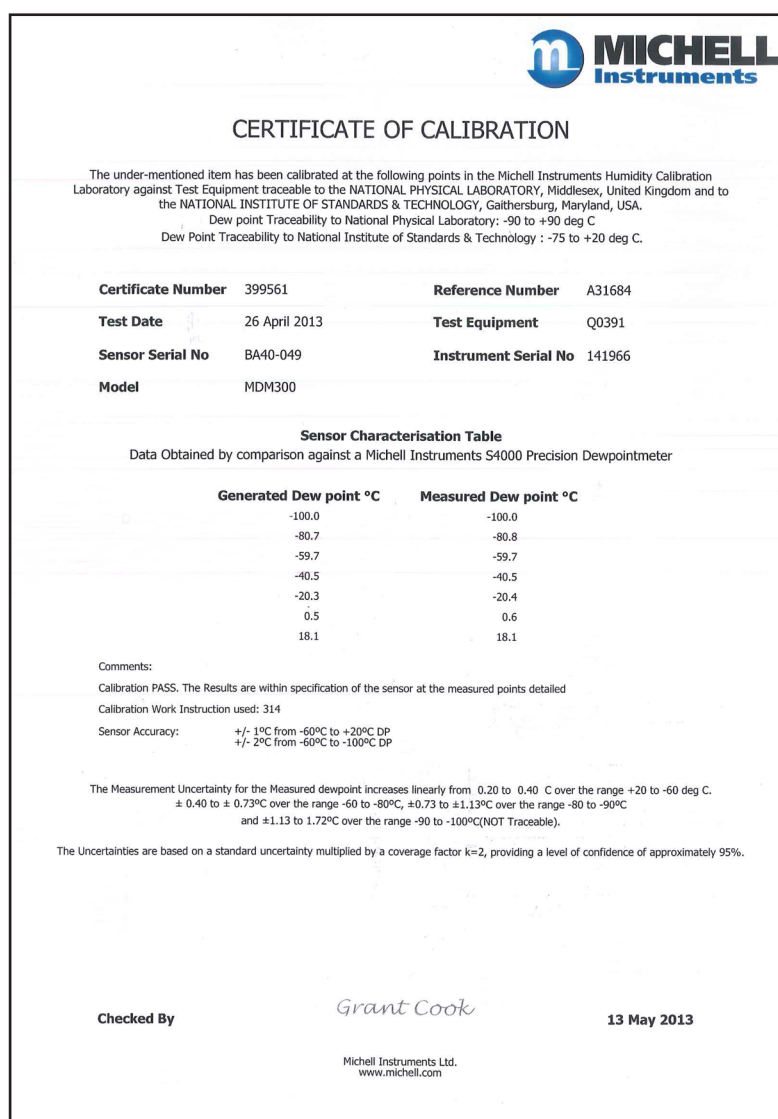 m MICHELL
Instruments
CERTIFICATE OF CALIBRATION
The under-mentioned item has been calibrated at the following points in the Michell Instruments Humidity Calibration
Laboratory against Test Equipment traceable to the NATIONAL PHYSICAL LABORATORY, Middlesex, United Kingdom and to
the NATIONAL INSTITUTE OF STANDARDS & TECHNOLOGY, Gaithersburg, Maryland, USA.
Dew point Traceability to National Physical Laboratory: -90 to +90 deg C
Dew Point Traceability to National Institute of Standards & Technology : -75 to +20 deg C.
Certificate Number 399561 Reference Number A31684
Test Date 26 April 2013 Test Equipment Q0391
Sensor Serial No BA40-049 Instrument Serial No 141966
Model MDM300
Sensor Characterisation Table
Data Obtained by comparison against a Michell Instruments S4000 Precision Dewpointmeter
Generated Dew point °C Measured Dew point °C
-100.0 -100.0
-80.7 -80.8
-59.7 -59.7
-40.5 -40.5
-20.3 -20.4
0.5 0.6
18.1 18.1
Comments:
Calibration PASS. The Results are within specification of the sensor at the measured points detailed
Calibration Work Instruction used: 314
Sensor Accuracy: +/- 1ºC from -60ºC to +20ºC DP
+/- 2ºC from -60ºC to -100ºC DP
The Measurement Uncertainty for the Measured dewpoint increases linearly from 0.20 to 0.40 C over the range +20 to -60 deg C.
± 0.40 to ± 0.73ºC over the range -60 to -80ºC, ±0.73 to ±1.13ºC over the range -80 to -90ºC
and ±1.13 to 1.72ºC over the range -90 to -100ºC(NOT Traceable).
The Uncertainties are based on a standard uncertainty multiplied by a coverage factor k=2, providing a level of confidence of approximately 95%.
Checked By Grant Cook 13 May 2013
Michell Instruments Ltd.
www.michell.com